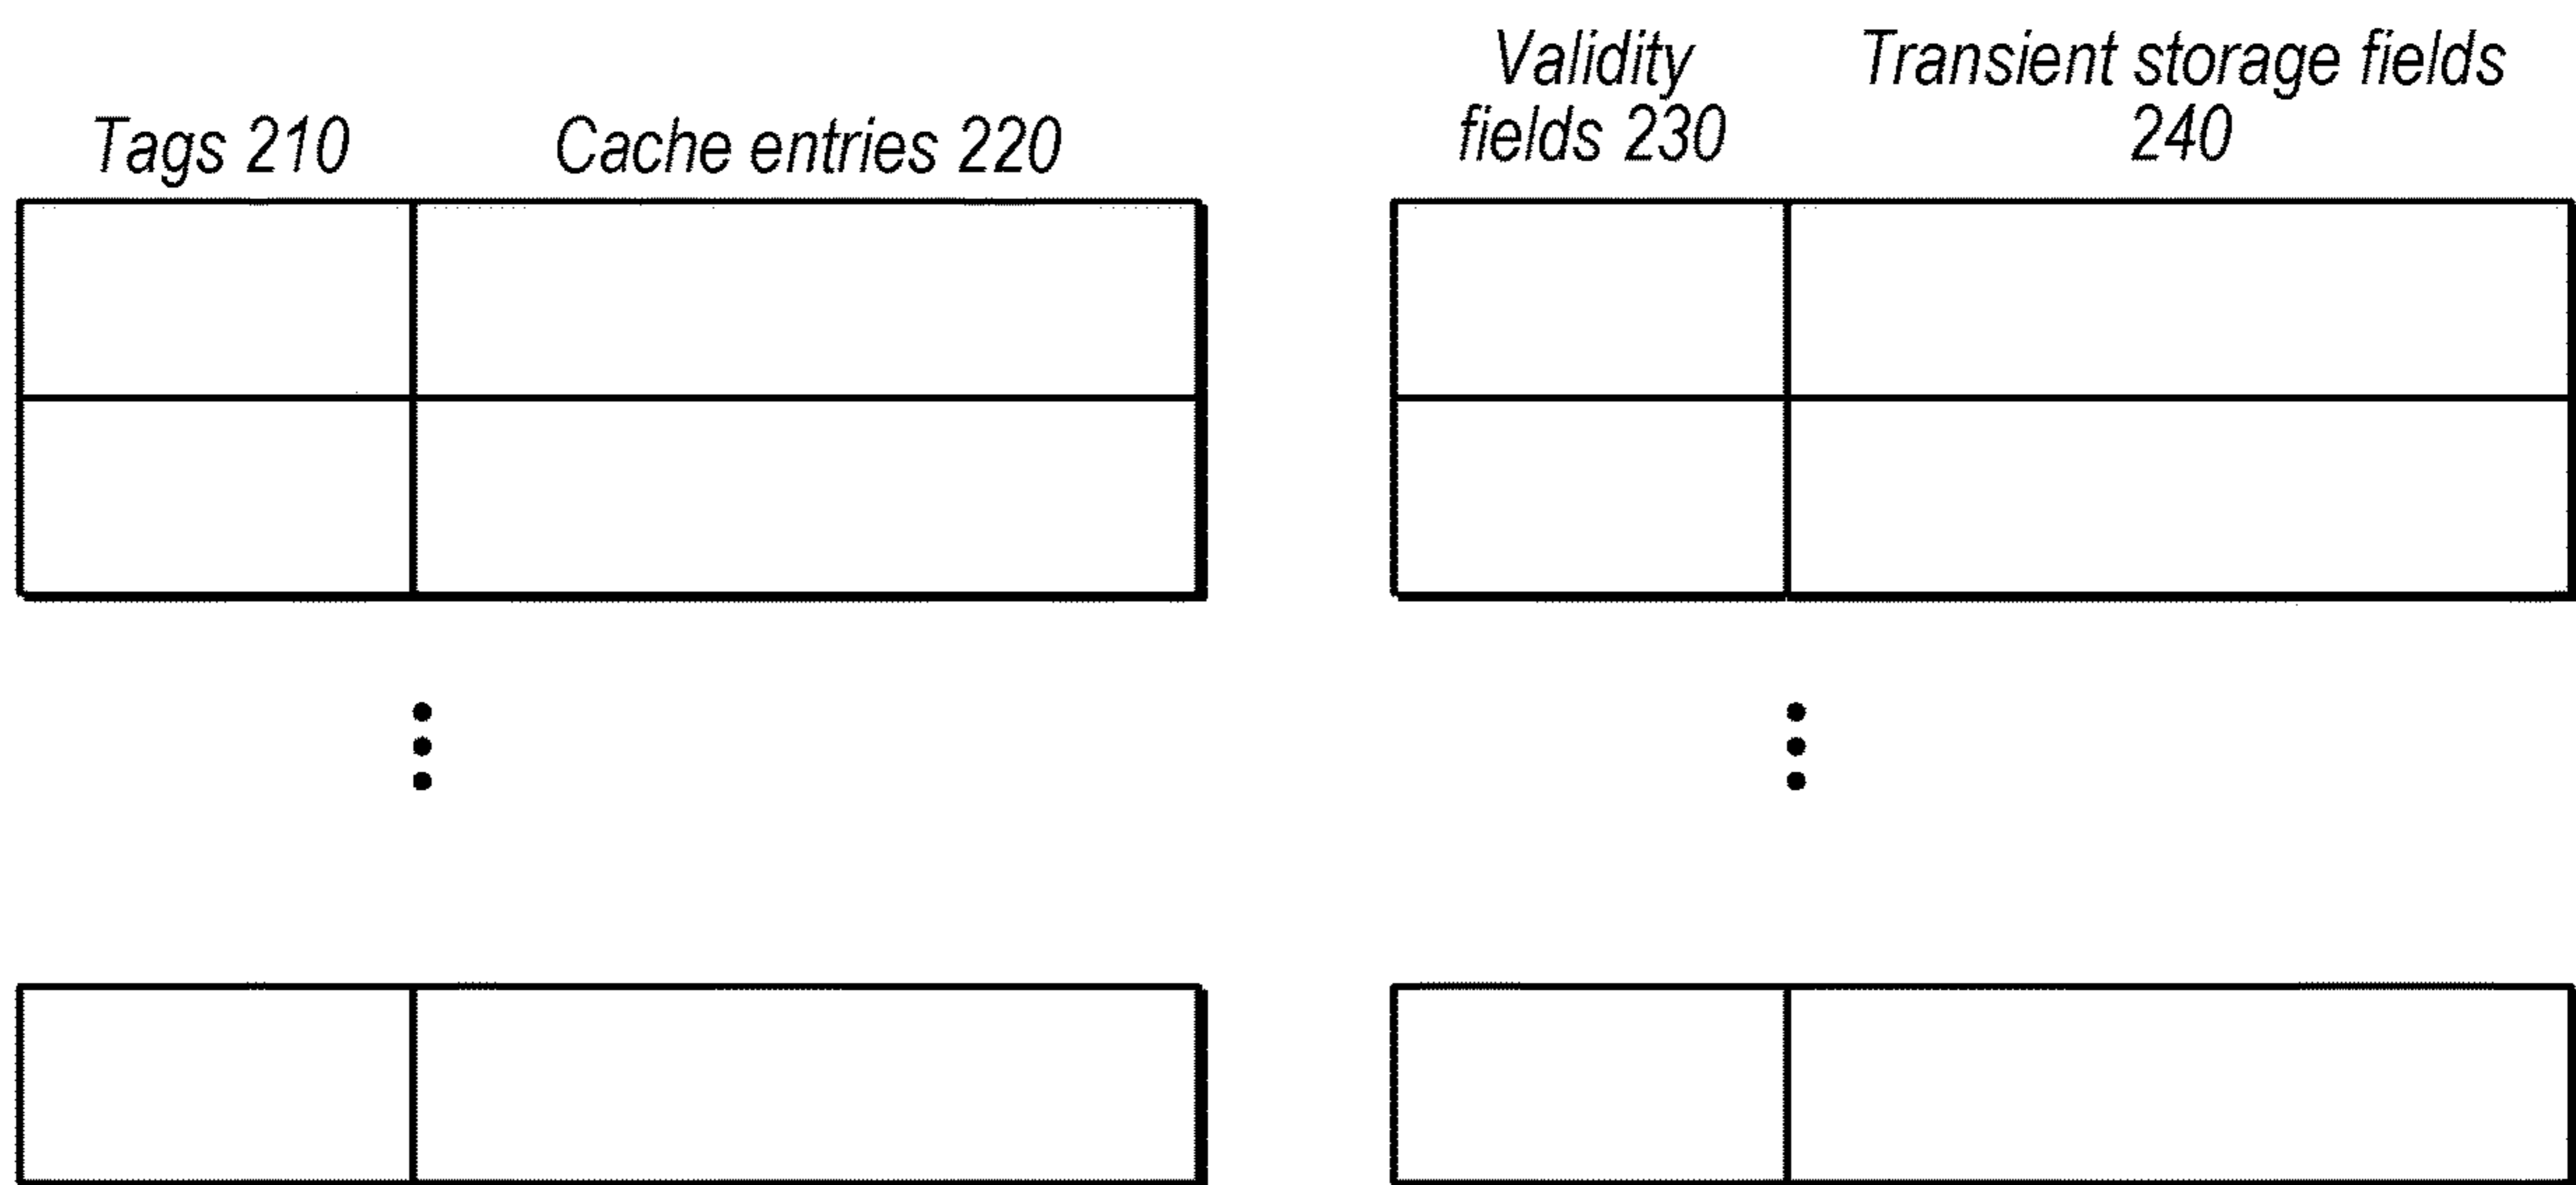 Tags 210
Cache entries 220
Validity
fields 230
Transient storage fields
240